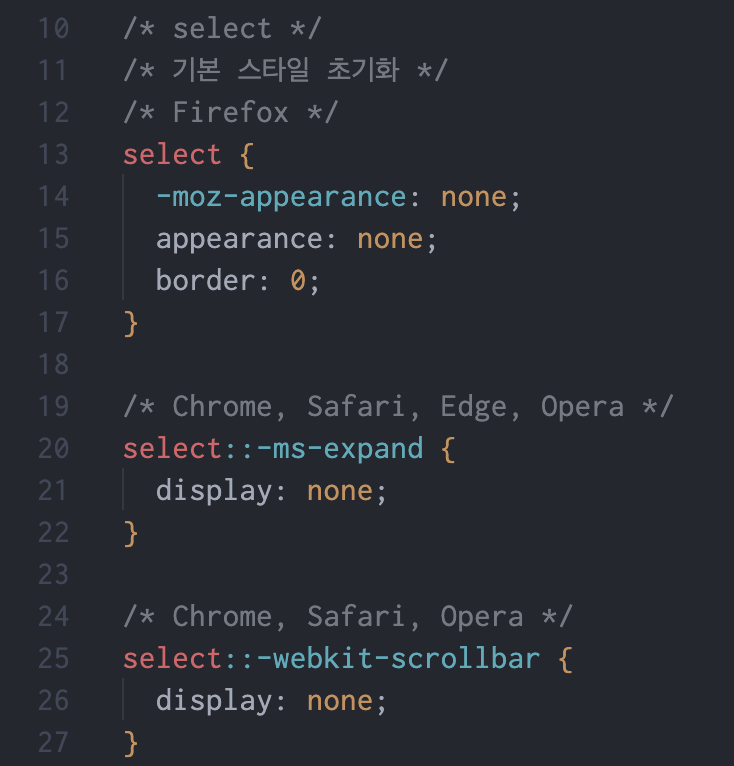 10 /* select */
11 /* 기본 스타일 초기화 */
12 /* Firefox */
13 select {
14 -moz-appearance: none;
15 appearance: none;
16 border: 0;
17 }
18
19 /* Chrome, Safari, Edge, Opera */
20 select::-ms-expand {
21 display: none;
22 }
23
24 /* Chrome, Safari, Opera */
25 select::-webkit-scrollbar {
26 display: none;
27 }